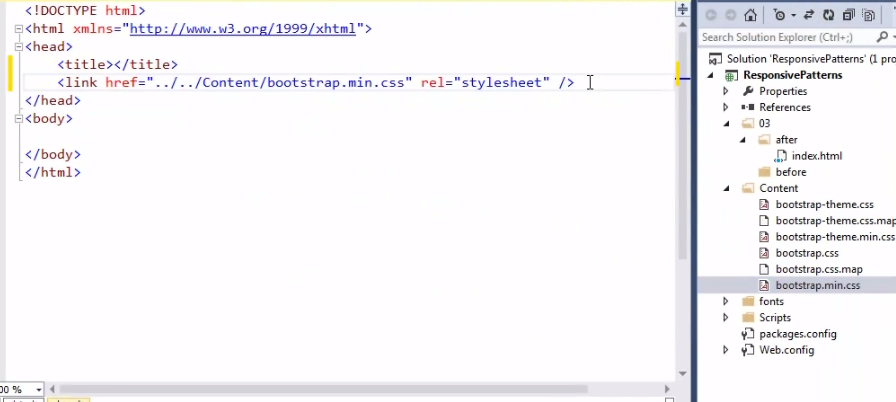 <!DOCTYPE html>
<html xmlns="http://www.w3.org/1999/xhtml">
<head>
<title></title>
<link href="../../Content/bootstrap.min.css" rel="stylesheet" />
</head>
<body>
</body>
</html>
00 %
Search Solution Explorer (Ctrl+;)
Solution 'ResponsivePatterns' (1 pro
ResponsivePatterns
Properties
References
03
after
index.html
before
Content
bootstrap-theme.css
bootstrap-theme.css.map
bootstrap-theme.min.css
bootstrap.css
bootstrap.css.map
bootstrap.min.css
fonts
Scripts
packages.config
Web.config